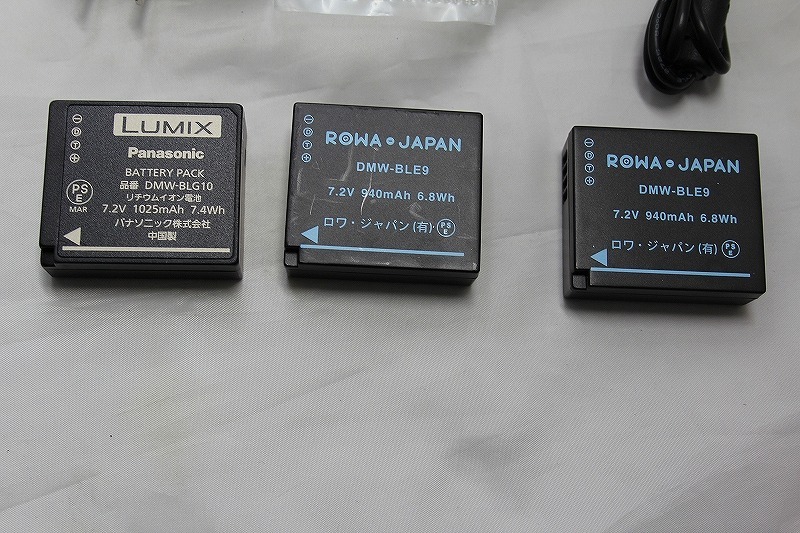 LUMIX
Panasonic
BATTERY PACK
品番 DMW-BLG10
リチウムイオン電池
7.2V 1025mAh 7.4Wh
パナソニック株式会社
中国製
PS
E
MAR
⊖
D
T
⊕
ROWA JAPAN
DMW-BLE9
7.2V 940mAh 6.8Wh
ロワ・ジャパン(有) PSE
⊖
D
T
⊕
ROWA JAPAN
DMW-BLE9
7.2V 940mAh 6.8Wh
ロワ・ジャパン(有) PSE
⊖
D
T
⊕